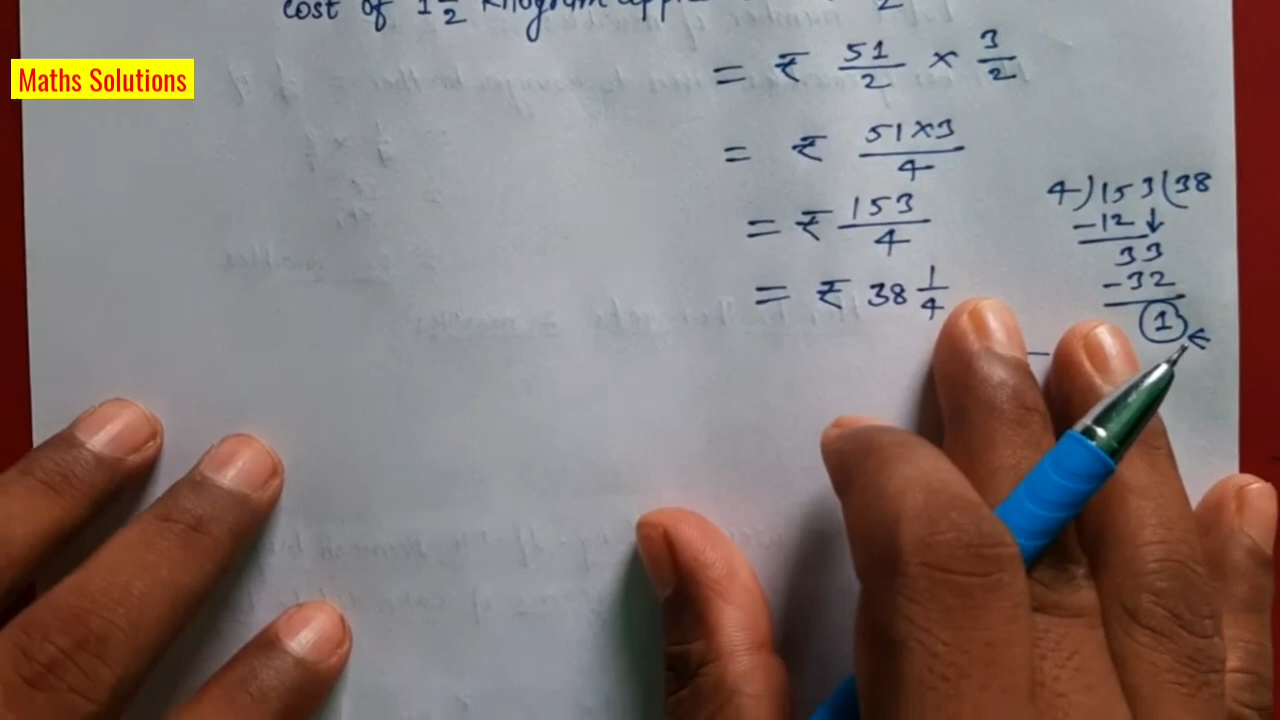 cost of 1 1/2 kilogram
Maths Solutions
= ₹ 51/2 × 3/2
= ₹ 51×3/4
= ₹ 153/4
= ₹ 38 1/4
4)153(38
-12↓
33
-32
1